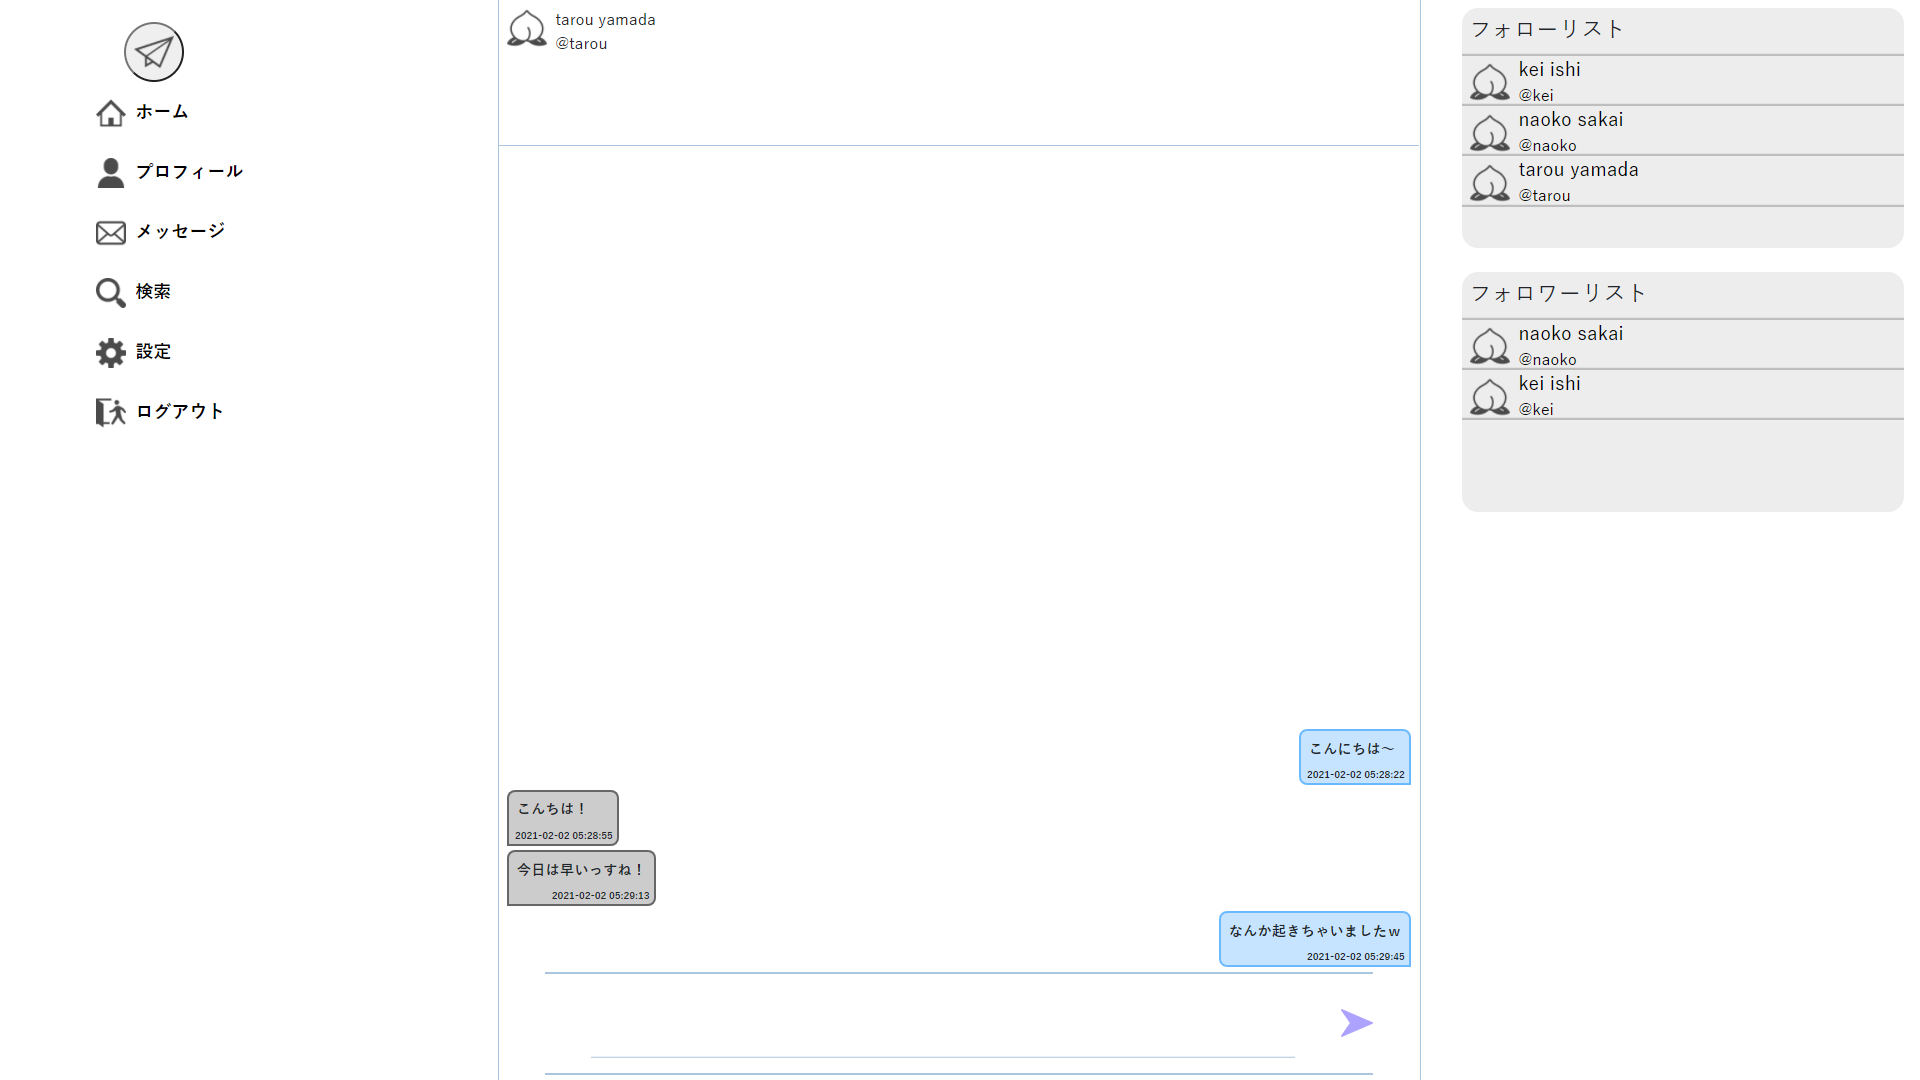 ホーム
プロフィール
メッセージ
検索
設定
ログアウト
tarou yamada
@tarou
こんにちは～
2021-02-02 05:28:22
こんちは！
2021-02-02 05:28:55
今日は早いっすね！
2021-02-02 05:29:13
なんか起きちゃいましたｗ
2021-02-02 05:29:45
フォローリスト
kei ishi
@kei
naoko sakai
@naoko
tarou yamada
@tarou
フォロワーリスト
naoko sakai
@naoko
kei ishi
@kei